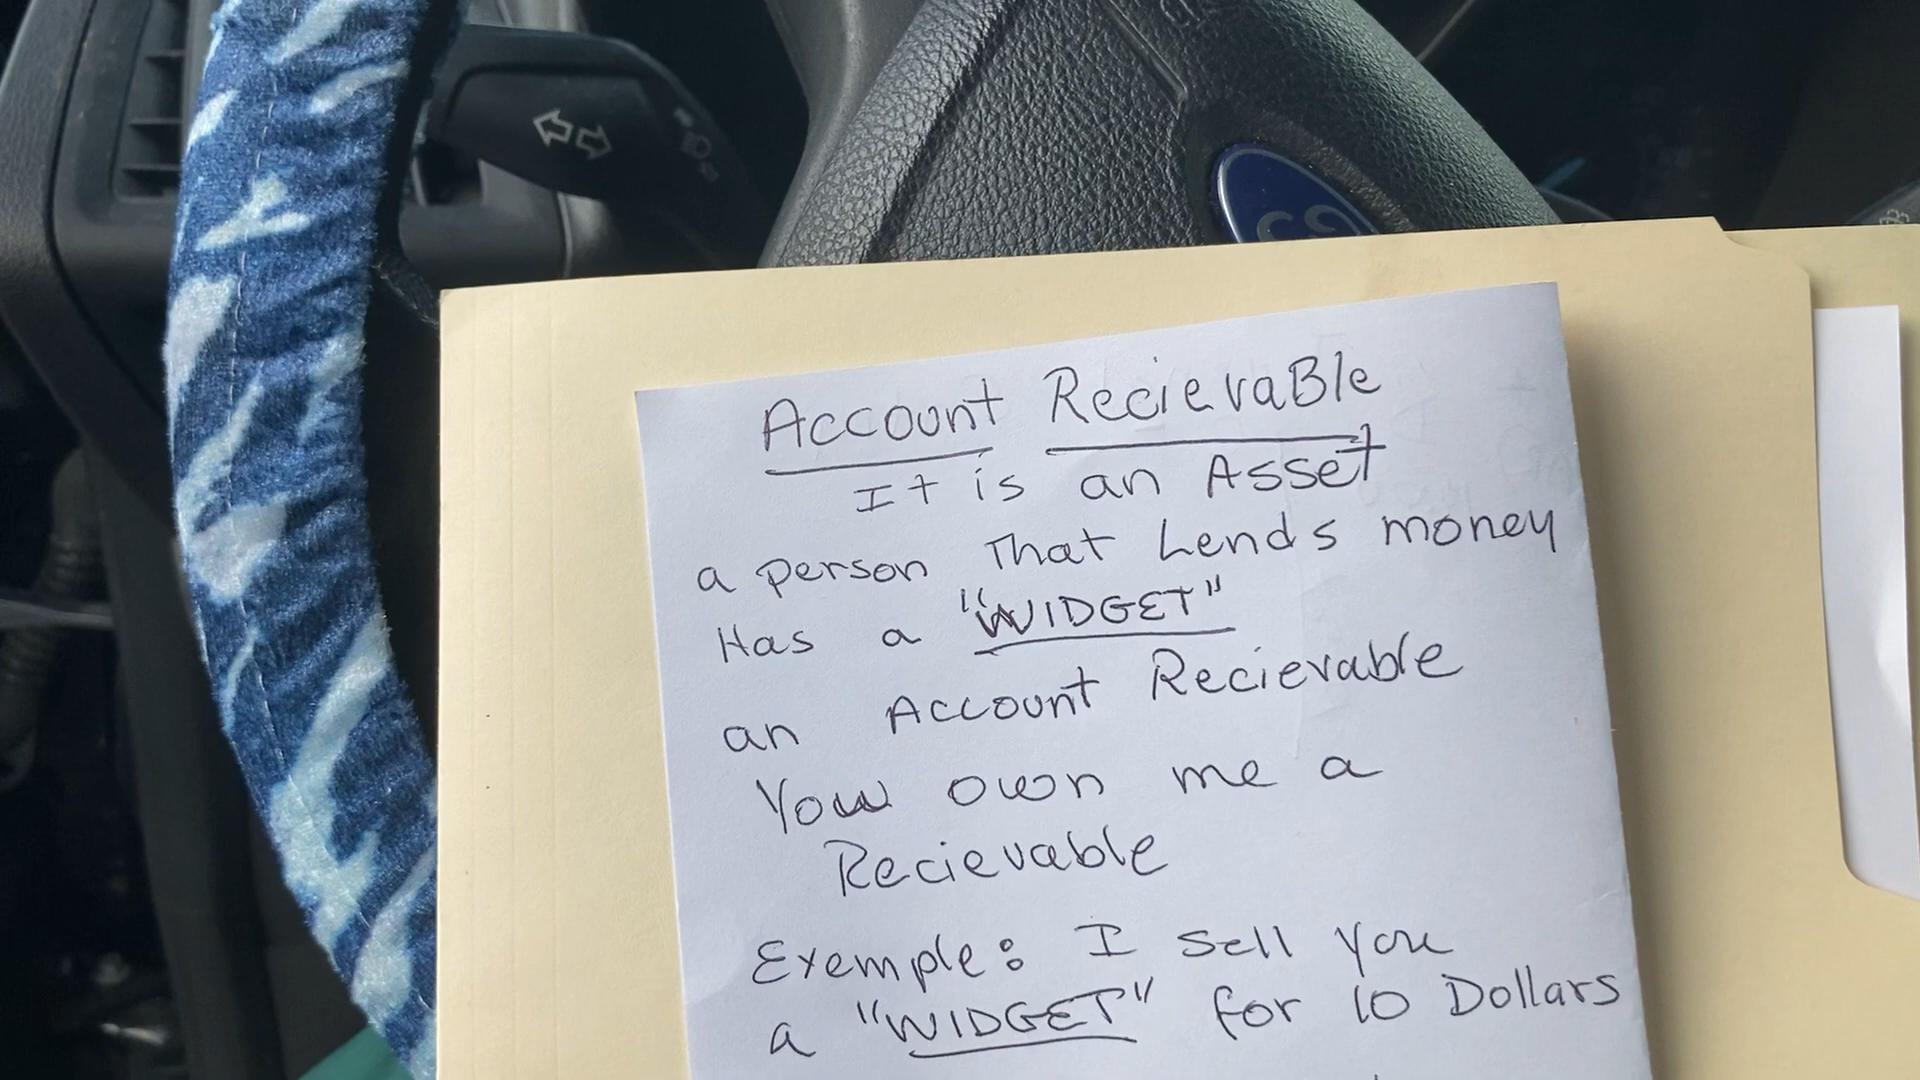 Account RecievaBle
It is an Asset
a person That Lends money
Has a "WIDGET"
an Account Recievable
You own me a
Recievable
Exemple: I sell you
a "WIDGET" for 10 Dollars